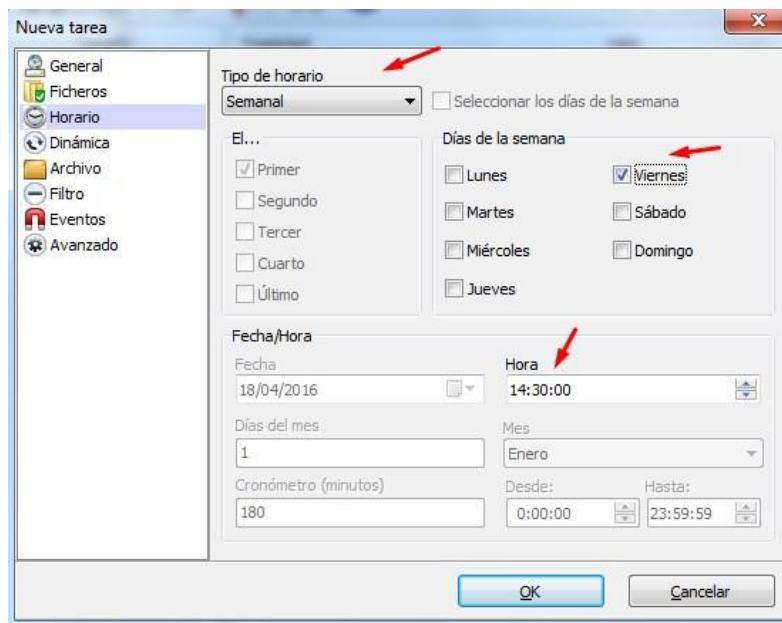 Nueva tarea
General
Ficheros
Horario
Dinámica
Archivo
Filtro
Eventos
Avanzado
Tipo de horario
Semanal
Seleccionar los días de la semana
El...
Primer
Segundo
Tercer
Cuarto
Último
Días de la semana
Lunes
Viernes
Martes
Sábado
Miércoles
Domingo
Jueves
Fecha/Hora
Fecha
Hora
18/04/2016
14:30:00
Días del mes
Mes
1
Enero
Cronómetro (minutos)
Desde:
Hasta:
180
0:00:00
23:59:59
OK
Cancelar